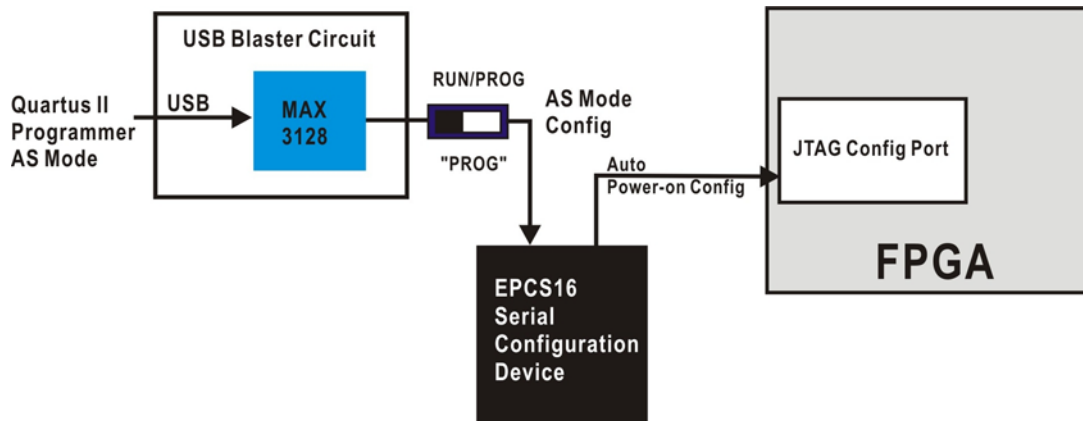 USB Blaster Circuit
Quartus II
Programmer
AS Mode
USB
MAX
3128
RUN/PROG
"PROG"
AS Mode
Config
Auto
Power-on Config
JTAG Config Port
FPGA
EPCS16
Serial
Configuration
Device